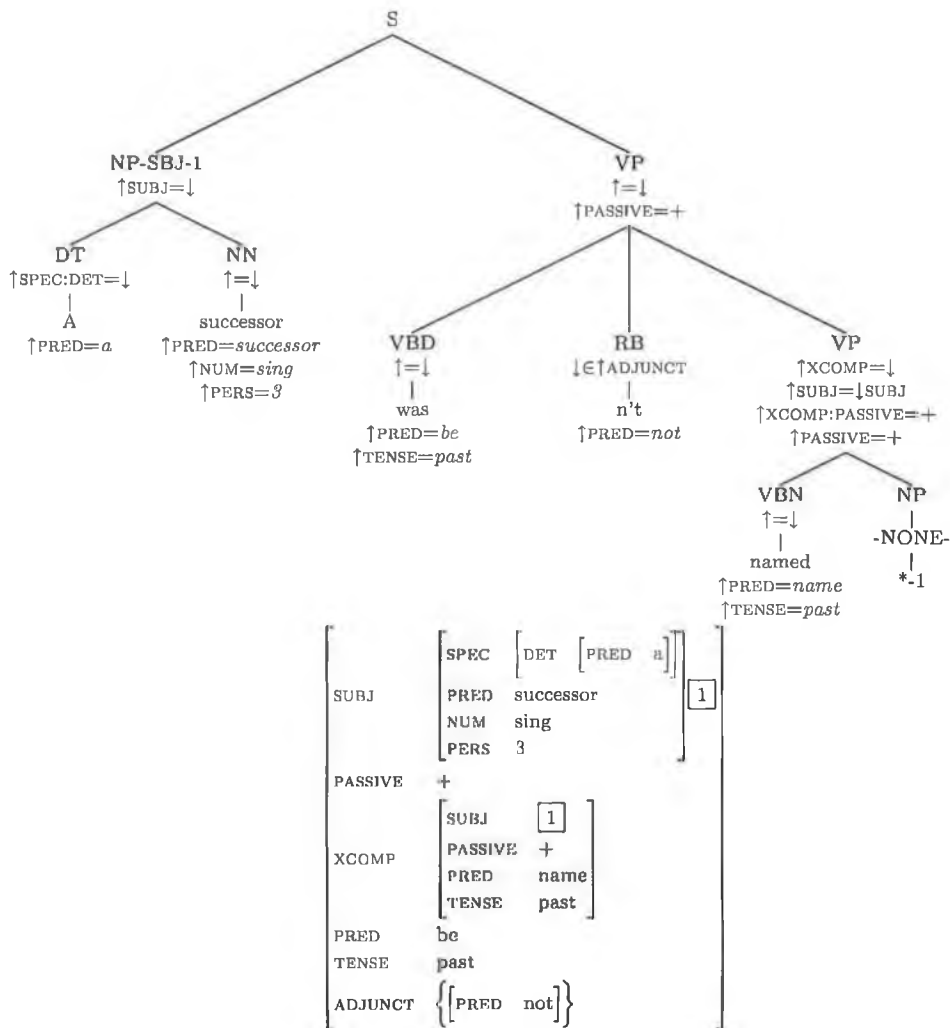 S
NP-SBJ-1 VP
↑SUBJ=↓ ↑=↓
↑PASSIVE=+
DT NN
↑SPEC:DET=↓ ↑=↓
A successor
↑PRED=a ↑PRED=successor
↑NUM=sing
↑PERS=3
VBD RB VP
↑=↓ ↓∈↑ADJUNCT ↑XCOMP=↓
↑SUBJ=↓SUBJ
was n't ↑XCOMP:PASSIVE=+
↑PRED=be ↑PRED=not ↑PASSIVE=+
↑TENSE=past
VBN NP
↑=↓ -NONE-
named *-1
↑PRED=name
↑TENSE=past
SPEC [DET [PRED a]]
SUBJ PRED successor 1
NUM sing
PERS 3
PASSIVE +
SUBJ 1
XCOMP PASSIVE +
PRED name
TENSE past
PRED be
TENSE past
ADJUNCT {[PRED not]}